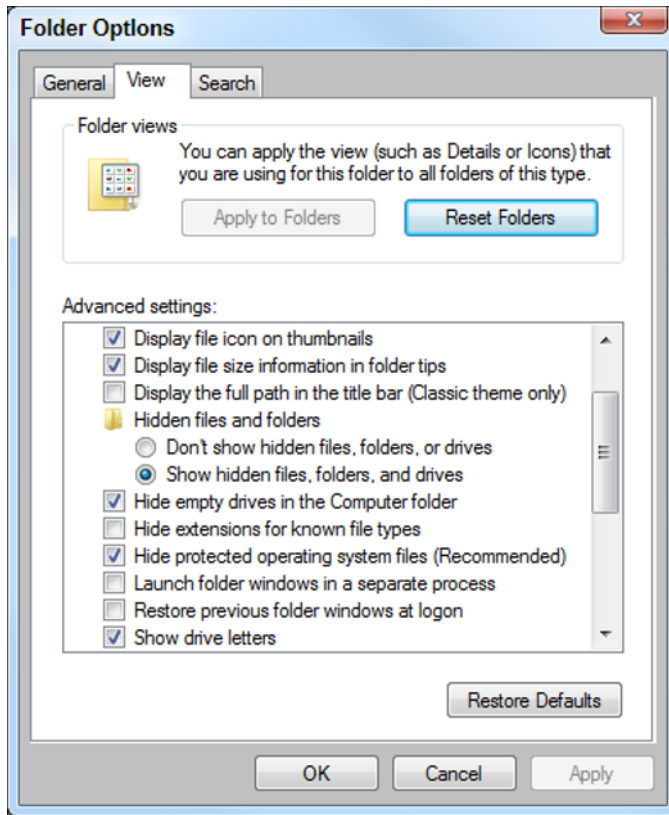 Folder Optlons
General
View
Search
Folder views
You can apply the view (such as Details or Icons) that
you are using for this folder to all folders of this type.
Apply to Folders
Reset Folders
Advanced settings:
Display file icon on thumbnails
Display file size information in folder tips
Display the full path in the title bar (Classic theme only)
Hidden files and folders
Don't show hidden files, folders, or drives
Show hidden files, folders, and drives
Hide empty drives in the Computer folder
Hide extensions for known file types
Hide protected operating system files (Recommended)
Launch folder windows in a separate process
Restore previous folder windows at logon
Show drive letters
Restore Defaults
OK
Cancel
Apply